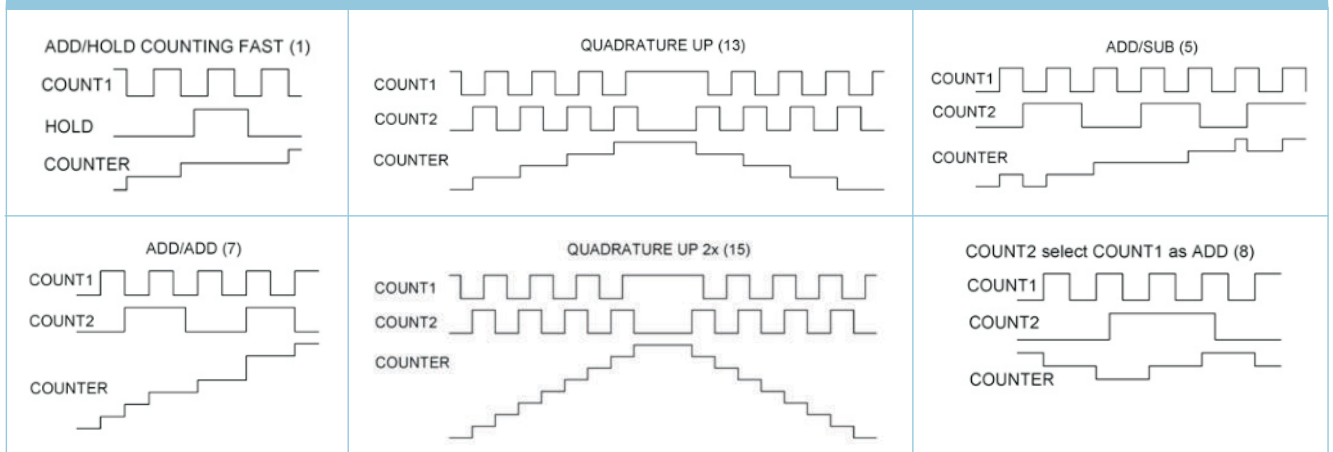 ADD/HOLD COUNTING FAST (1)
COUNT1
HOLD
COUNTER
QUADRATURE UP (13)
COUNT1
COUNT2
COUNTER
ADD/SUB (5)
COUNT1
COUNT2
COUNTER
ADD/ADD (7)
COUNT1
COUNT2
COUNTER
QUADRATURE UP 2x (15)
COUNT1
COUNT2
COUNTER
COUNT2 select COUNT1 as ADD (8)
COUNT1
COUNT2
COUNTER